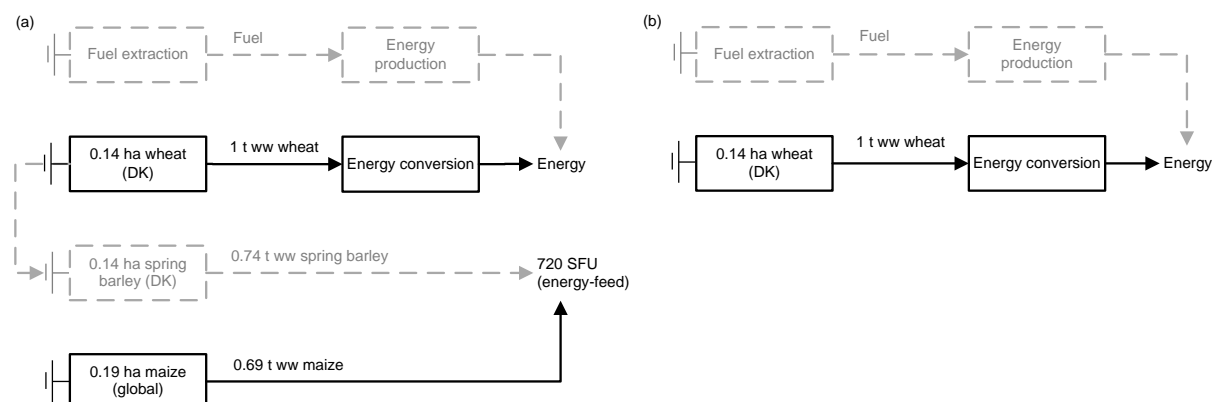 (a)
Fuel extraction
Fuel
Energy
production
0.14 ha wheat
(DK)
1 t ww wheat
Energy conversion
Energy
0.14 ha spring
barley (DK)
0.74 t ww spring barley
720 SFU
(energy-feed)
0.19 ha maize
(global)
0.69 t ww maize
(b)
Fuel extraction
Fuel
Energy
production
0.14 ha wheat
(DK)
1 t ww wheat
Energy conversion
Energy